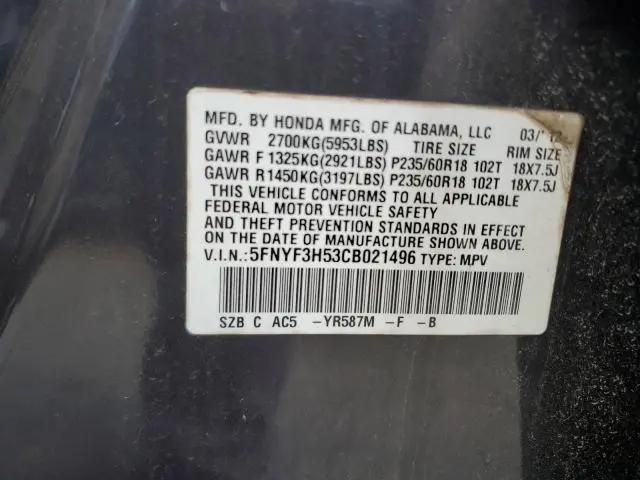 MFD. BY HONDA MFG. OF ALABAMA, LLC 03/'12
GVWR 2700KG(5953LBS) TIRE SIZE RIM SIZE
GAWR F 1325KG(2921LBS) P235/60R18 102T 18X7.5J
GAWR R 1450KG(3197LBS) P235/60R18 102T 18X7.5J
THIS VEHICLE CONFORMS TO ALL APPLICABLE
FEDERAL MOTOR VEHICLE SAFETY
AND THEFT PREVENTION STANDARDS IN EFFECT
ON THE DATE OF MANUFACTURE SHOWN ABOVE.
V.I.N.:5FNYF3H53CB021496 TYPE: MPV
SZB C AC5 -YR587M -F -B